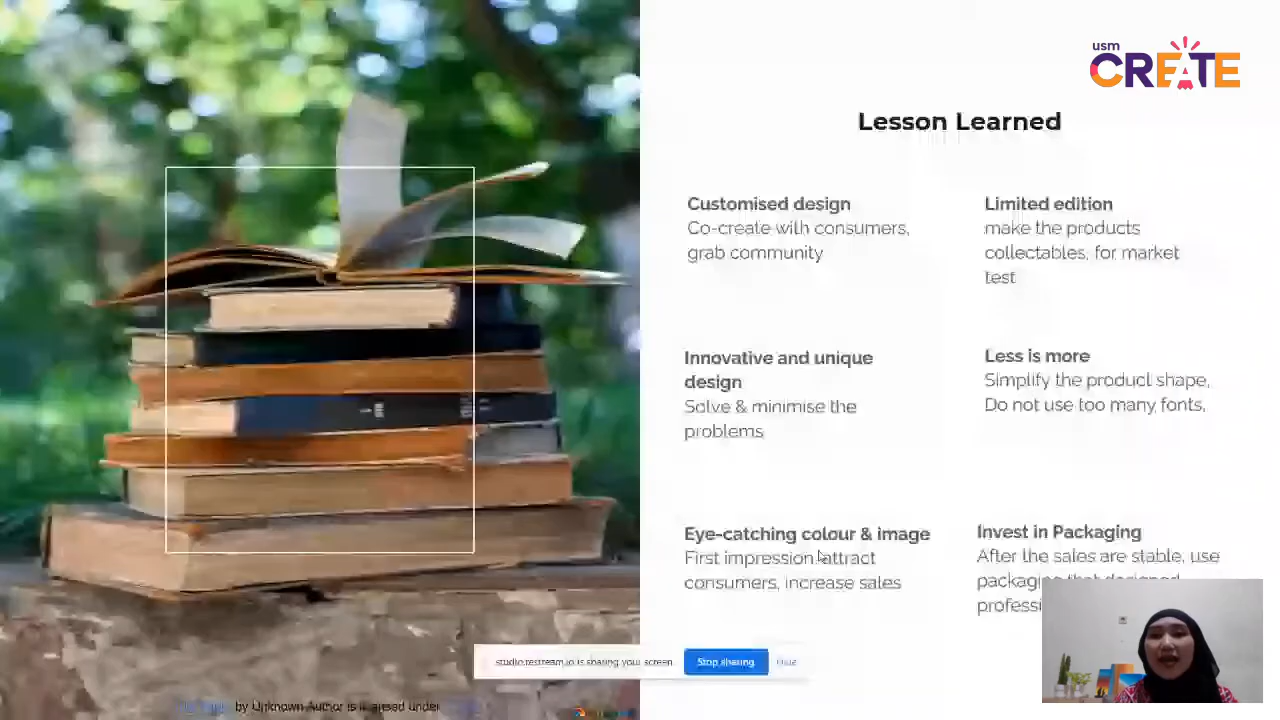 usm
CREATE
Lesson Learned
Customised design
Co-create with consumers,
grab community
Limited edition
make the products
collectables, for market
test
Innovative and unique
design
Solve & minimise the
problems
Less is more
Simplify the product shape,
Do not use too many fonts,
Eye-catching colour & image
First impression attract
consumers, increase sales
Invest in Packaging
After the sales are stable, use
packaging that designed
professi
studio.restream.io is sharing your screen.
Stop sharing
Hide
by Unknown Author is licensed under